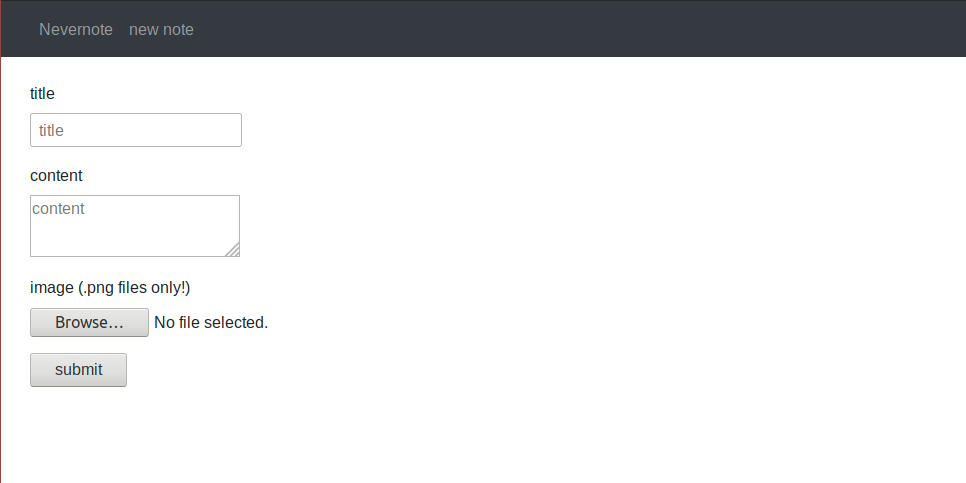 Nevernote new note
title
title
content
content
image (.png files only!)
Browse... No file selected.
submit